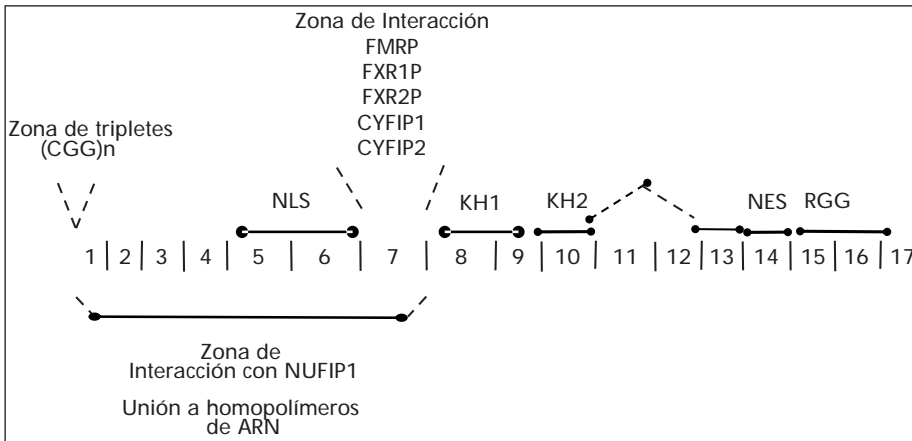 Zona de Interacción
FMRP
FXR1P
FXR2P
CYFIP1
CYFIP2
Zona de tripletes
(CGG)n
NLS KH1 KH2 NES RGG
1 | 2 | 3 | 4 | 5 | 6 | 7 | 8 | 9 | 10 | 11 | 12 | 13 | 14 | 15 | 16 | 17
Zona de
Interacción con NUFIP1
Unión a homopolímeros
de ARN